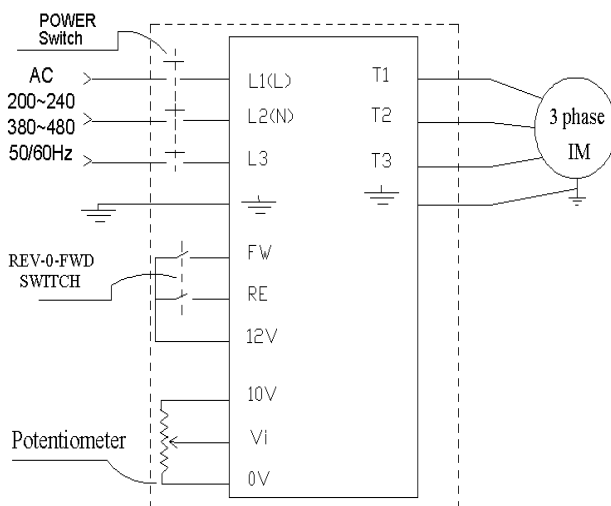 POWER
Switch
AC
200~240
380~480
50/60Hz
L1(L)
L2(N)
L3
T1
T2
T3
3 phase
IM
REV-0-FWD
SWITCH
FW
RE
12V
10V
Vi
0V
Potentiometer